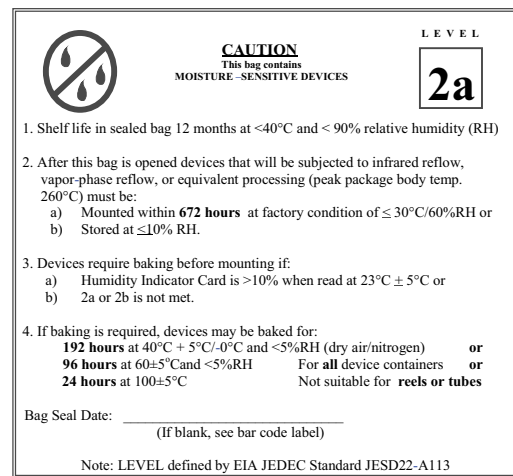 LEVEL
CAUTION
This bag contains
MOISTURE –SENSITIVE DEVICES
2a
1. Shelf life in sealed bag 12 months at <40°C and < 90% relative humidity (RH)
2. After this bag is opened devices that will be subjected to infrared reflow,
vapor-phase reflow, or equivalent processing (peak package body temp.
260°C) must be:
a) Mounted within 672 hours at factory condition of ≤ 30°C/60%RH or
b) Stored at ≤10% RH.
3. Devices require baking before mounting if:
a) Humidity Indicator Card is >10% when read at 23°C ± 5°C or
b) 2a or 2b is not met.
4. If baking is required, devices may be baked for:
192 hours at 40°C + 5°C/-0°C and <5%RH (dry air/nitrogen) or
96 hours at 60±5°Cand <5%RH For all device containers or
24 hours at 100±5°C Not suitable for reels or tubes
Bag Seal Date: ______________________________
(If blank, see bar code label)
Note: LEVEL defined by EIA JEDEC Standard JESD22-A113